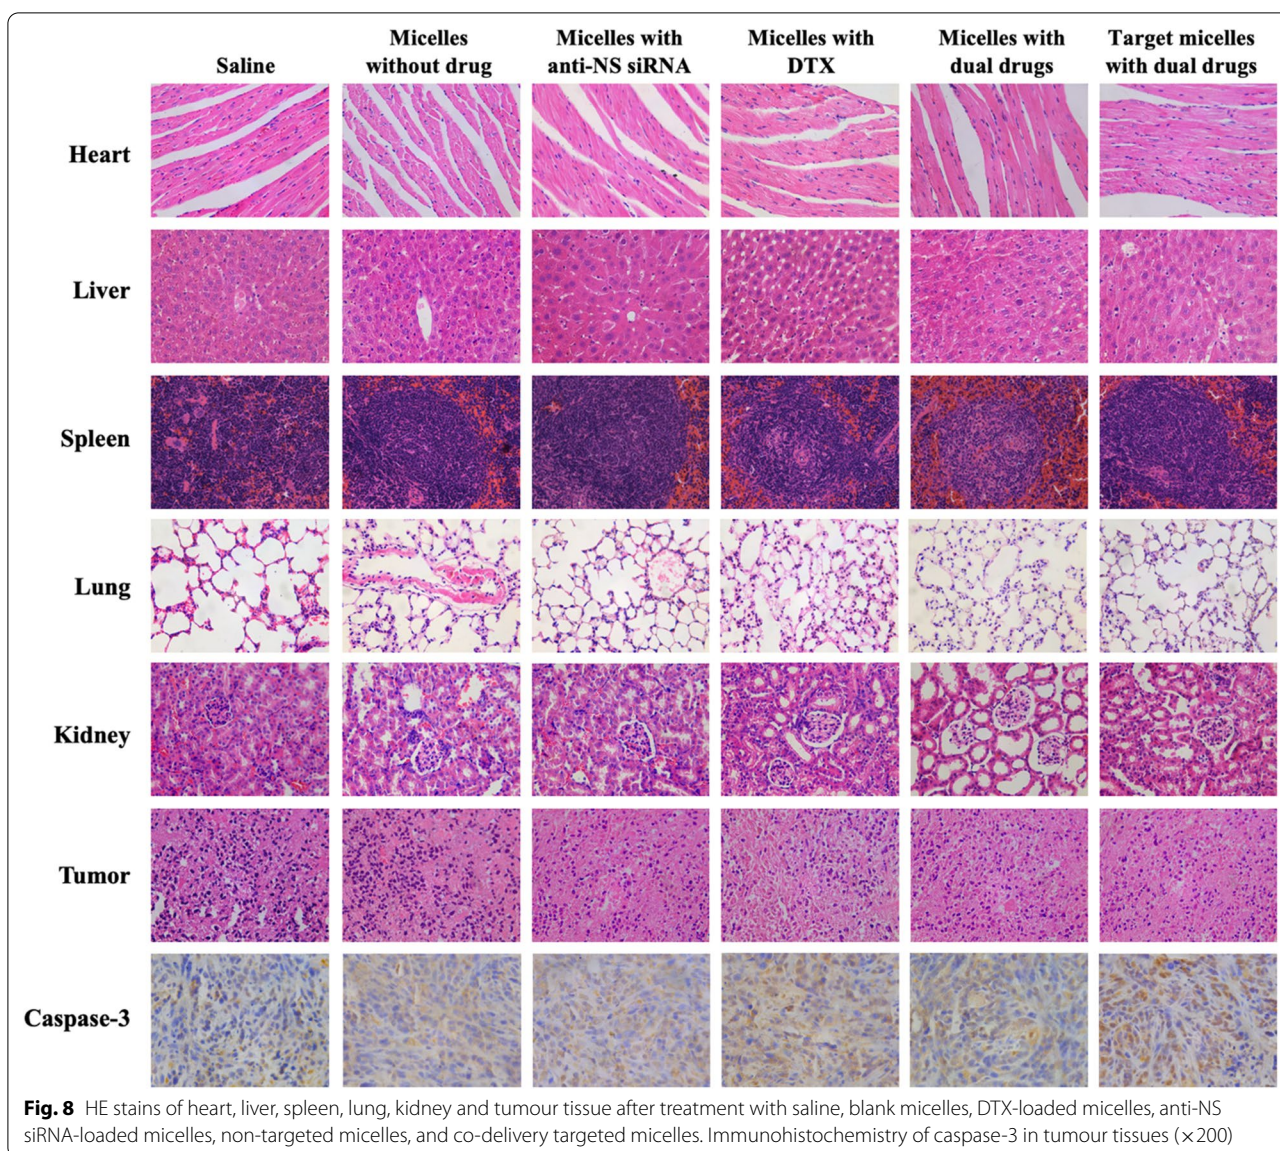 Saline
Micelles
without drug
Micelles with
anti-NS siRNA
Micelles with
DTX
Micelles with
dual drugs
Target micelles
with dual drugs
Heart
Liver
Spleen
Lung
Kidney
Tumor
Caspase-3
Fig. 8 HE stains of heart, liver, spleen, lung, kidney and tumour tissue after treatment with saline, blank micelles, DTX-loaded micelles, anti-NS
siRNA-loaded micelles, non-targeted micelles, and co-delivery targeted micelles. Immunohistochemistry of caspase-3 in tumour tissues (×200)